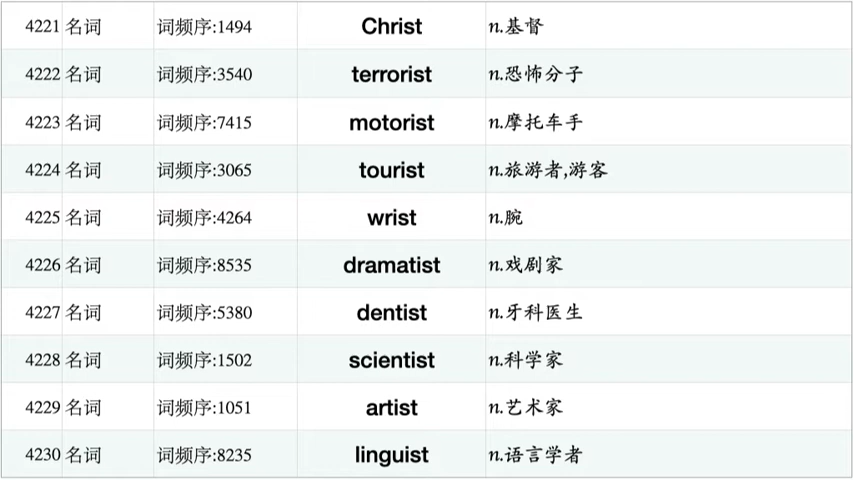 4221 名词 词频序:1494 Christ n.基督
4222 名词 词频序:3540 terrorist n.恐怖分子
4223 名词 词频序:7415 motorist n.摩托车手
4224 名词 词频序:3065 tourist n.旅游者,游客
4225 名词 词频序:4264 wrist n.腕
4226 名词 词频序:8535 dramatist n.戏剧家
4227 名词 词频序:5380 dentist n.牙科医生
4228 名词 词频序:1502 scientist n.科学家
4229 名词 词频序:1051 artist n.艺术家
4230 名词 词频序:8235 linguist n.语言学者